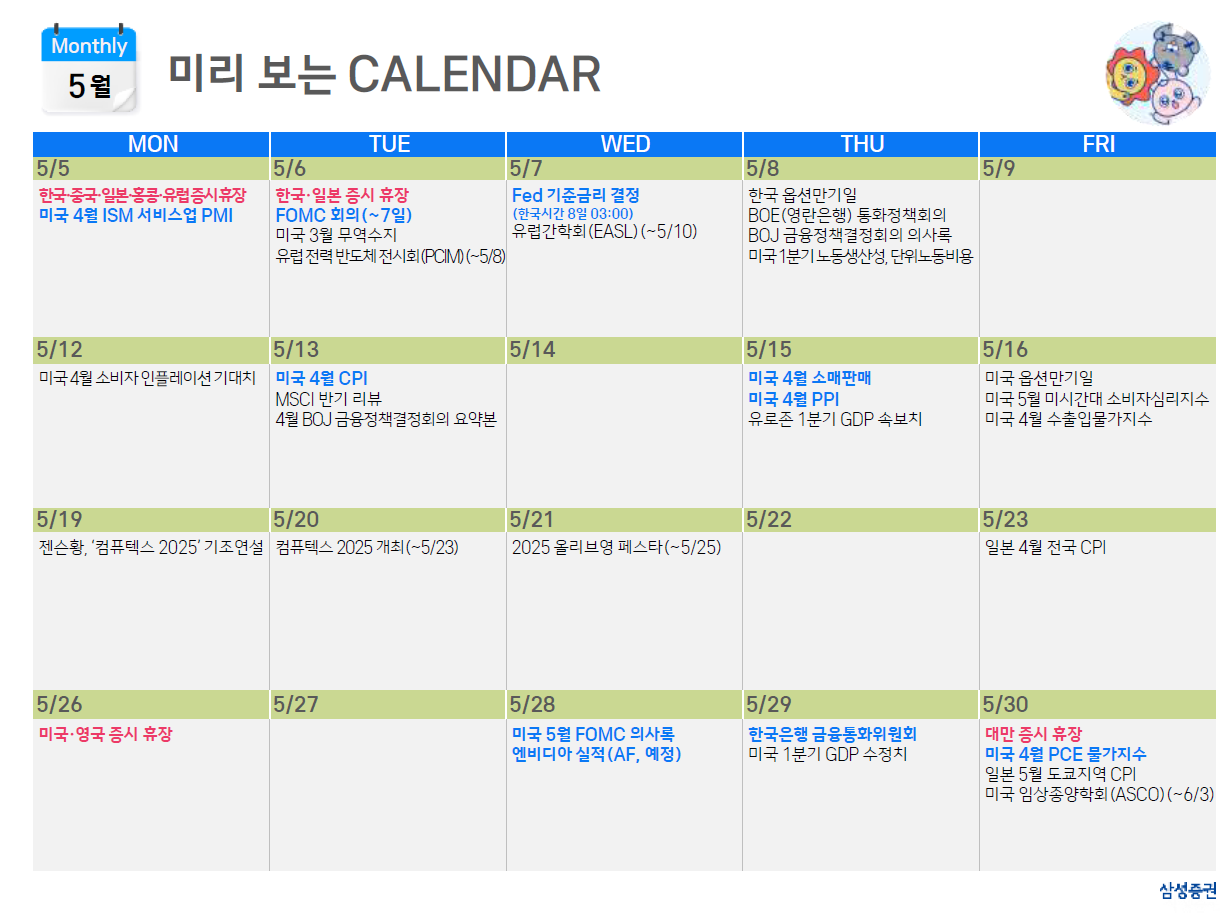 Monthly
5월
미리 보는 CALENDAR
MON
TUE
WED
THU
FRI
5/5
5/6
5/7
5/8
5/9
한국·중국·일본·홍콩·유럽증시휴장
미국 4월 ISM 서비스업 PMI
한국·일본 증시 휴장
FOMC 회의(~7일)
미국 3월 무역수지
유럽 전력 반도체 전시회(PCIM)(~5/8)
Fed 기준금리 결정
(한국시간 8일 03:00)
유럽간학회(EASL)(~5/10)
한국 옵션만기일
BOE(영란은행) 통화정책회의
BOJ 금융정책결정회의 의사록
미국 1분기 노동생산성, 단위노동비용
5/12
5/13
5/14
5/15
5/16
미국 4월 소비자 인플레이션 기대치
미국 4월 CPI
MSCI 반기 리뷰
4월 BOJ 금융정책결정회의 요약본
미국 4월 소매판매
미국 4월 PPI
유로존 1분기 GDP 속보치
미국 옵션만기일
미국 5월 미시간대 소비자심리지수
미국 4월 수출입물가지수
5/19
5/20
5/21
5/22
5/23
젠슨황, ‘컴퓨텍스 2025’ 기조연설
컴퓨텍스 2025 개최(~5/23)
2025 올리브영 페스타(~5/25)
일본 4월 전국 CPI
5/26
5/27
5/28
5/29
5/30
미국·영국 증시 휴장
미국 5월 FOMC 의사록
엔비디아 실적(AF, 예정)
한국은행 금융통화위원회
미국 1분기 GDP 수정치
대만 증시 휴장
미국 4월 PCE 물가지수
일본 5월 도쿄지역 CPI
미국 임상종양학회(ASCO)(~6/3)
삼성증권